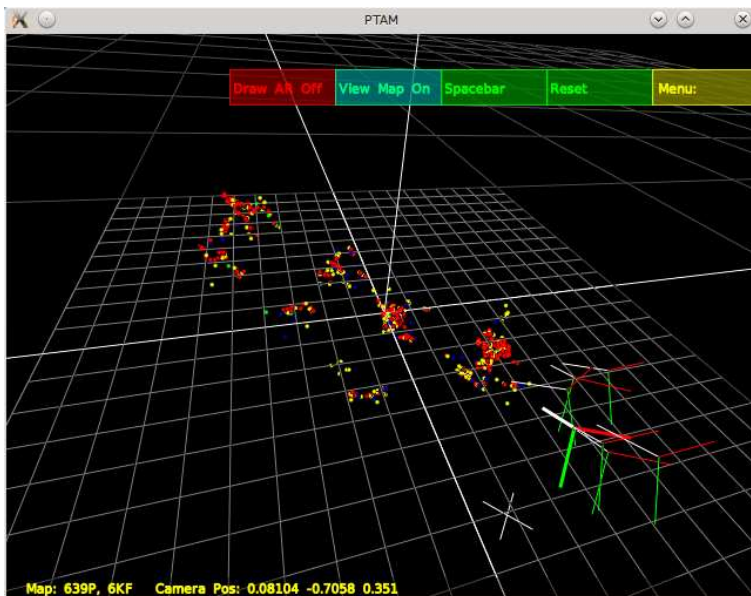 PTAM
Draw AR Off View Map On Spacebar Reset Menu:
Map: 639P, 6KF Camera Pos: 0.08104 -0.7058 0.351